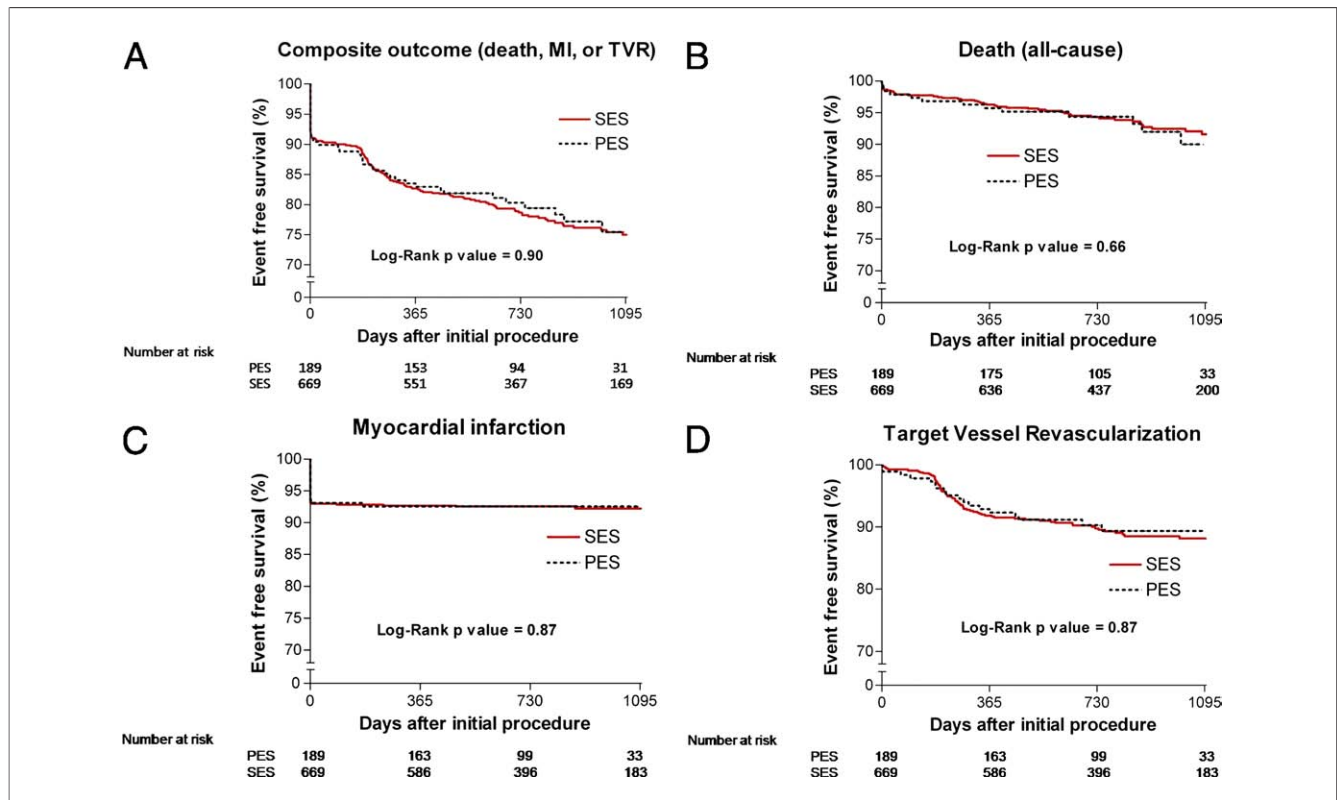 A
Composite outcome (death, MI, or TVR)
Event free survival (%)
100
95
90
85
80
75
70
0
SES
PES
Log-Rank p value = 0.90
0 365 730 1095
Days after initial procedure
Number at risk
PES 189 153 94 31
SES 669 551 367 169
B
Death (all-cause)
Event free survival (%)
100
95
90
85
80
75
70
0
SES
PES
Log-Rank p value = 0.66
0 365 730 1095
Days after initial procedure
Number at risk
PES 189 175 105 33
SES 669 636 437 200
C
Myocardial infarction
Event free survival (%)
100
95
90
85
80
75
70
0
SES
PES
Log-Rank p value = 0.87
0 365 730 1095
Days after initial procedure
Number at risk
PES 189 163 99 33
SES 669 586 396 183
D
Target Vessel Revascularization
Event free survival (%)
100
90
80
70
0
SES
PES
Log-Rank p value = 0.87
0 365 730 1095
Days after initial procedure
Number at risk
PES 189 163 99 33
SES 669 586 396 183